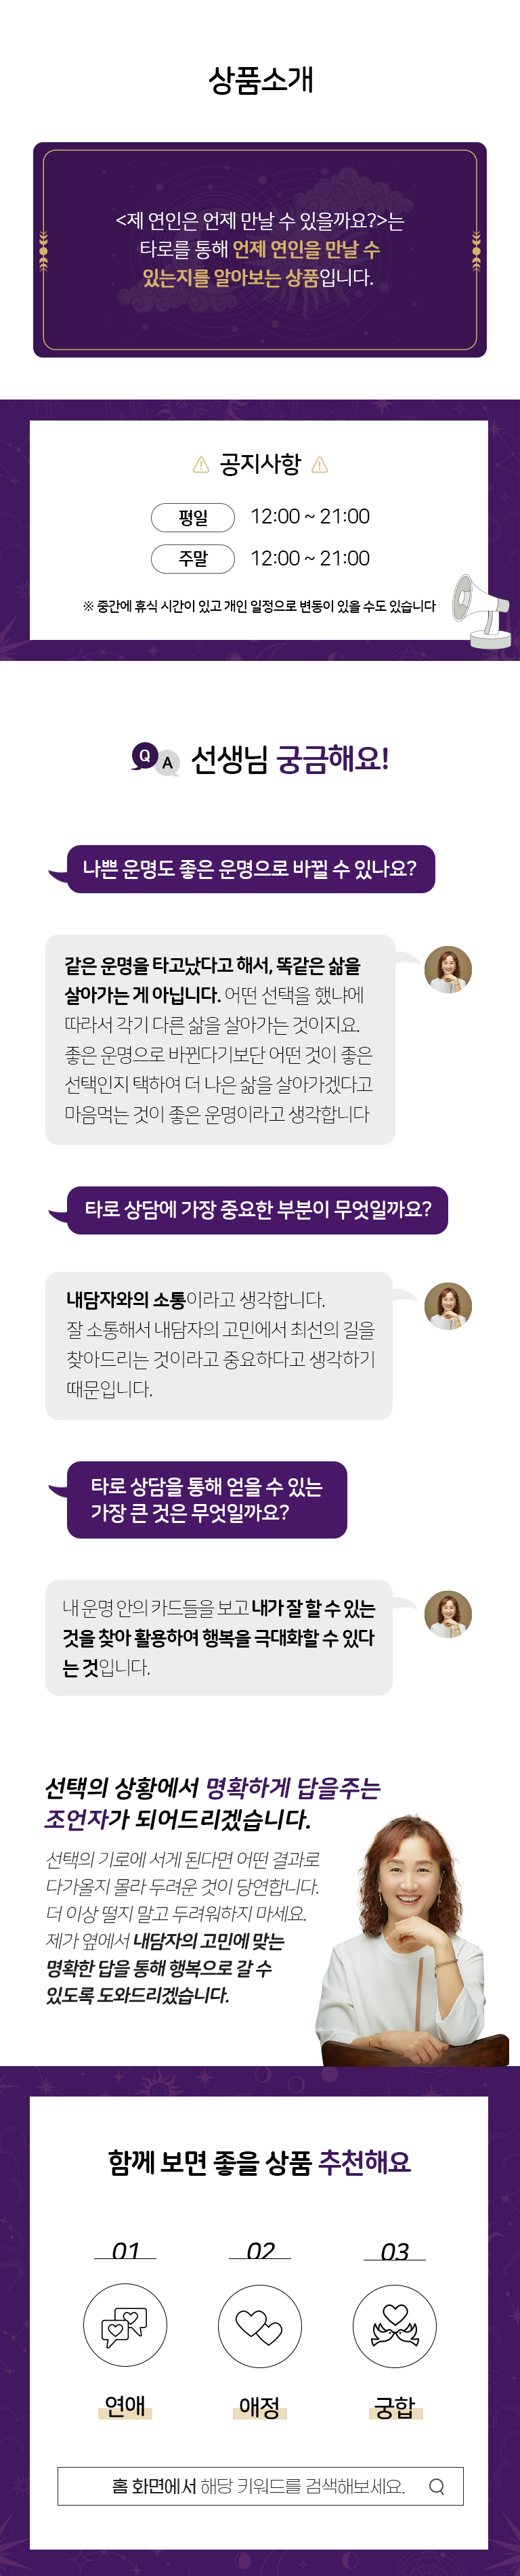 상품소개
<제 연인은 언제 만날 수 있을까요?>는
타로를 통해 언제 연인을 만날 수
있는지를 알아보는 상품입니다.
공지사항
평일 12:00 ~ 21:00
주말 12:00 ~ 21:00
※ 중간에 휴식 시간이 있고 개인 일정으로 변동이 있을 수도 있습니다
Q A 선생님 궁금해요!
나쁜 운명도 좋은 운명으로 바뀔 수 있나요?
같은 운명을 타고났다고 해서, 똑같은 삶을
살아가는 게 아닙니다. 어떤 선택을 했냐에
따라서 각기 다른 삶을 살아가는 것이지요.
좋은 운명으로 바뀐다기보단 어떤 것이 좋은
선택인지 택하여 더 나은 삶을 살아가겠다고
마음먹는 것이 좋은 운명이라고 생각합니다
타로 상담에 가장 중요한 부분이 무엇일까요?
내담자와의 소통이라고 생각합니다.
잘 소통해서 내담자의 고민에서 최선의 길을
찾아드리는 것이라고 중요하다고 생각하기
때문입니다.
타로 상담을 통해 얻을 수 있는
가장 큰 것은 무엇일까요?
내 운명 안의 카드들을 보고 내가 잘 할 수 있는
것을 찾아 활용하여 행복을 극대화할 수 있다
는 것입니다.
선택의 상황에서 명확하게 답을주는
조언자가 되어드리겠습니다.
선택의 기로에 서게 된다면 어떤 결과로
다가올지 몰라 두려운 것이 당연합니다.
더 이상 떨지 말고 두려워하지 마세요.
제가 옆에서 내담자의 고민에 맞는
명확한 답을 통해 행복으로 갈 수
있도록 도와드리겠습니다.
함께 보면 좋을 상품 추천해요
01 02 03
연애 애정 궁합
홈 화면에서 해당 키워드를 검색해보세요.